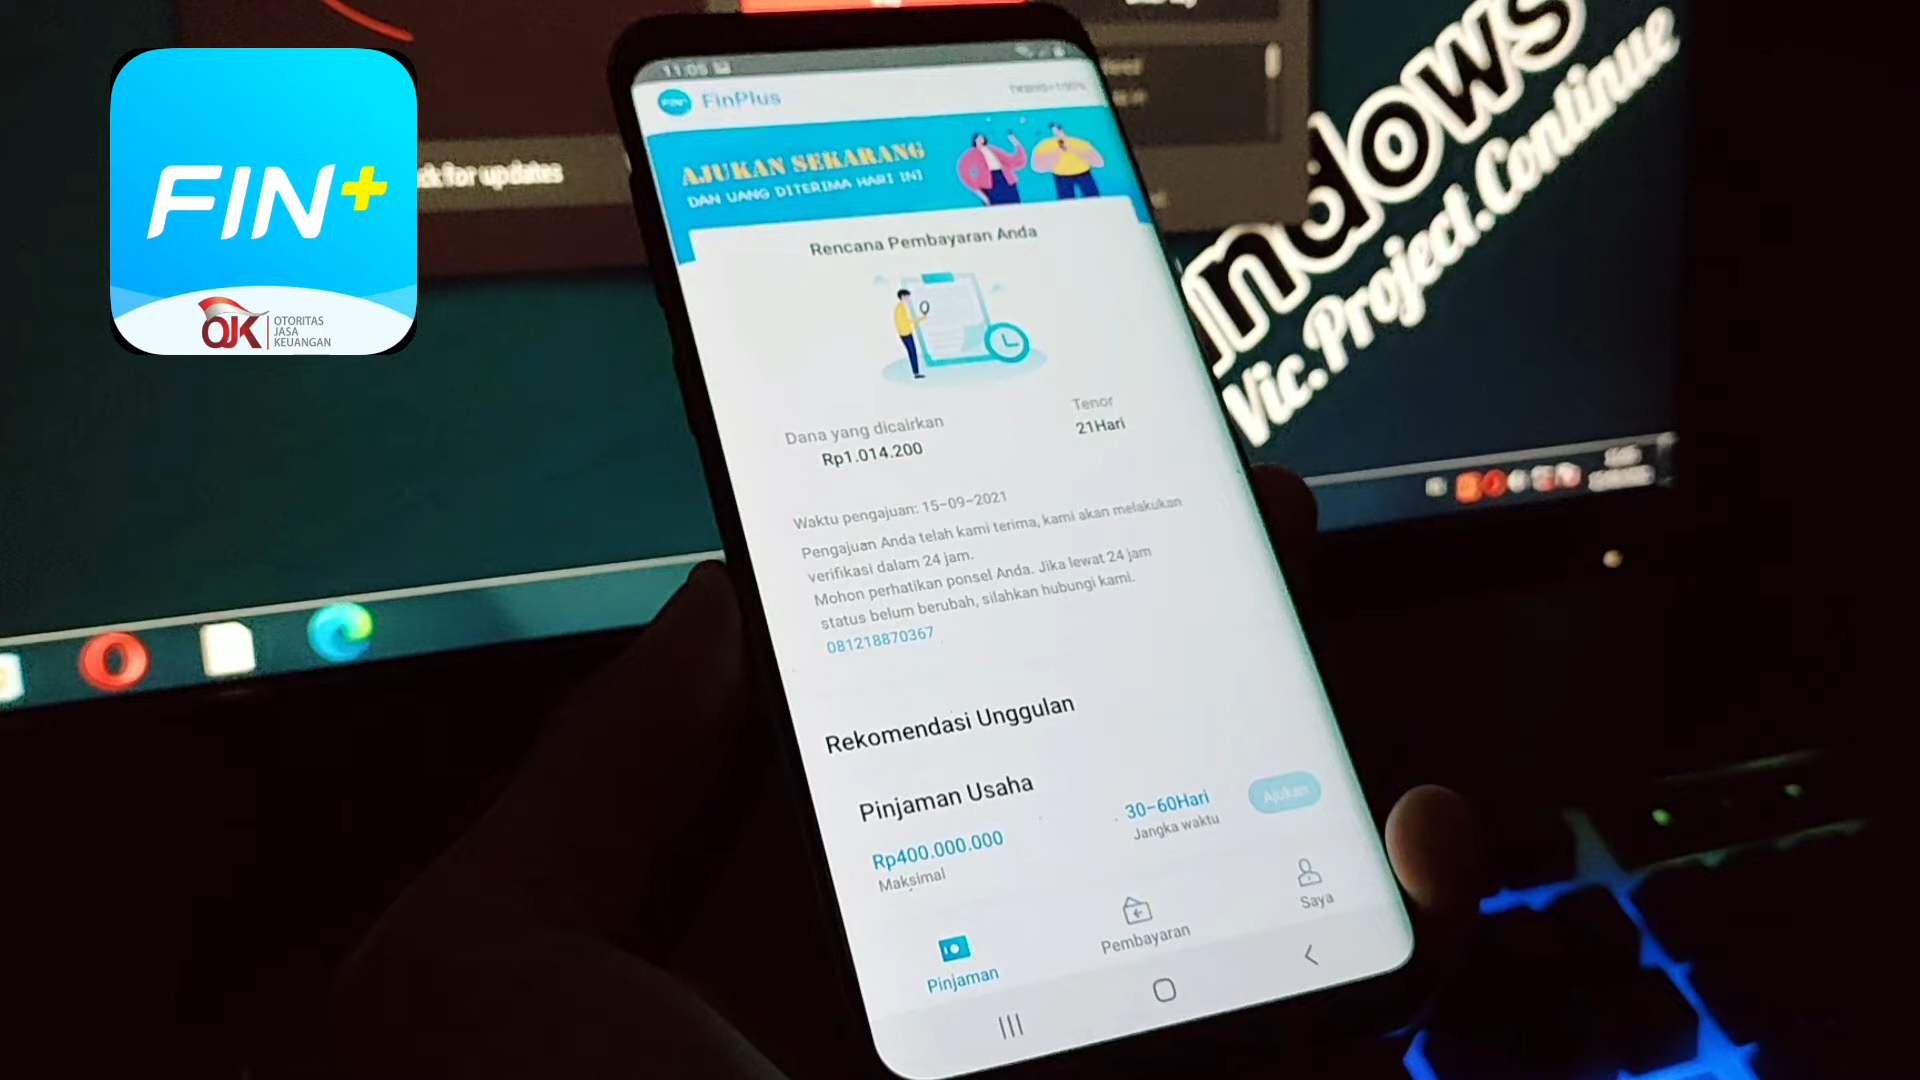 FIN+
OJK
OTORITAS
JASA
KEUANGAN
ck for updates
11:05
FIN+
FinPlus
AJUKAN SEKARANG
DAN UANG DITERIMA HARI INI
Rencana Pembayaran Anda
Dana yang dicairkan
Rp1.014.200
Tenor
21Hari
Waktu pengajuan: 15-09-2021
Pengajuan Anda telah kami terima, kami akan melakukan
verifikasi dalam 24 jam.
Mohon perhatikan ponsel Anda. Jika lewat 24 jam
status belum berubah, silahkan hubungi kami.
081218870367
Rekomendasi Unggulan
Pinjaman Usaha
Rp400.000.000
Maksimal
30-60Hari
Jangka waktu
Ajukan
Pinjaman
Pembayaran
Saya
indows
Vic.Project.Continue